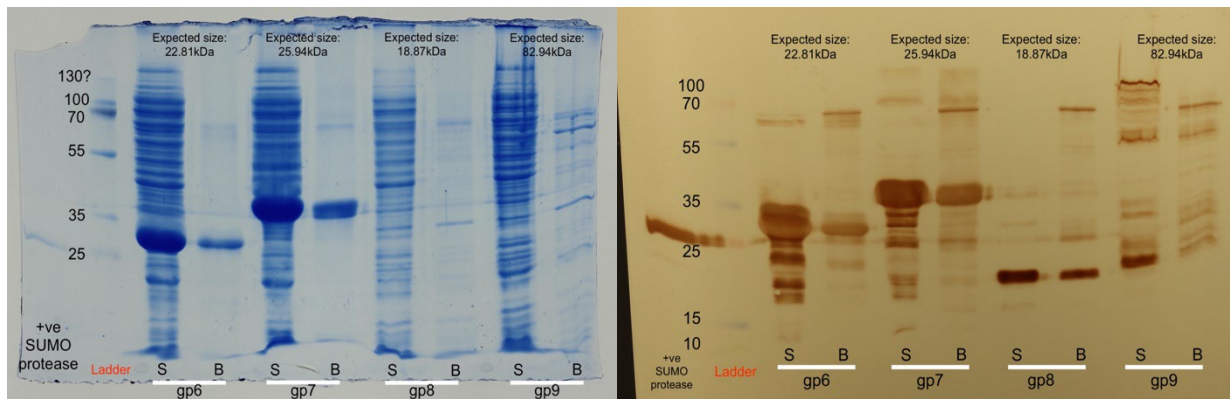 Expected size:
22.81kDa
Expected size:
25.94kDa
Expected size:
18.87kDa
Expected size:
82.94kDa
130?
100
70
55
35
25
+ve
SUMO
protease
Ladder
S B S B S B S B
gp6 gp7 gp8 gp9
Expected size:
22.81kDa
Expected size:
25.94kDa
Expected size:
18.87kDa
Expected size:
82.94kDa
100
70
55
35
25
15
10
+ve
SUMO
protease
Ladder
S B S B S B S B
gp6 gp7 gp8 gp9